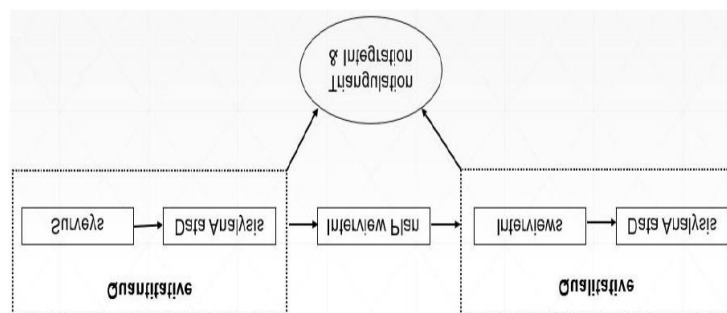 Quantitative
Qualitative
Surveys
Data Analysis
Interview Plan
Interviews
Data Analysis
Triangulation
& Integration